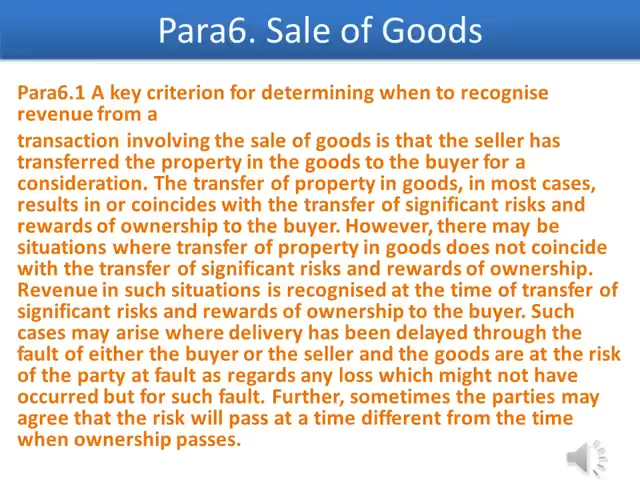 Para6. Sale of Goods
Para6.1 A key criterion for determining when to recognise
revenue from a
transaction involving the sale of goods is that the seller has
transferred the property in the goods to the buyer for a
consideration. The transfer of property in goods, in most cases,
results in or coincides with the transfer of significant risks and
rewards of ownership to the buyer. However, there may be
situations where transfer of property in goods does not coincide
with the transfer of significant risks and rewards of ownership.
Revenue in such situations is recognised at the time of transfer of
significant risks and rewards of ownership to the buyer. Such
cases may arise where delivery has been delayed through the
fault of either the buyer or the seller and the goods are at the risk
of the party at fault as regards any loss which might not have
occurred but for such fault. Further, sometimes the parties may
agree that the risk will pass at a time different from the time
when ownership passes.